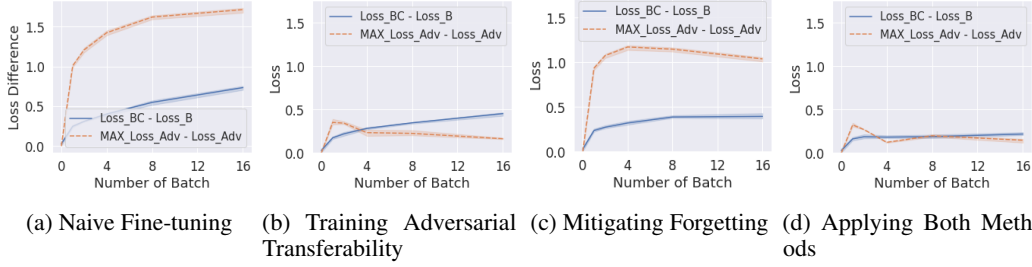 Loss Difference
1.5
1.0
0.5
0.0
Loss_BC - Loss_B
MAX_Loss_Adv - Loss_Adv
0 4 8 12 16
Number of Batch
(a) Naive Fine-tuning
Loss
1.5
1.0
0.5
0.0
Loss_BC - Loss_B
MAX_Loss_Adv - Loss_Adv
0 4 8 12 16
Number of Batch
(b) Training Adversarial
Transferability
Loss
1.5
1.0
0.5
0.0
Loss_BC - Loss_B
MAX_Loss_Adv - Loss_Adv
0 4 8 12 16
Number of Batch
(c) Mitigating Forgetting
Loss
1.5
1.0
0.5
0.0
Loss_BC - Loss_B
MAX_Loss_Adv - Loss_Adv
0 4 8 12 16
Number of Batch
(d) Applying Both Meth
ods